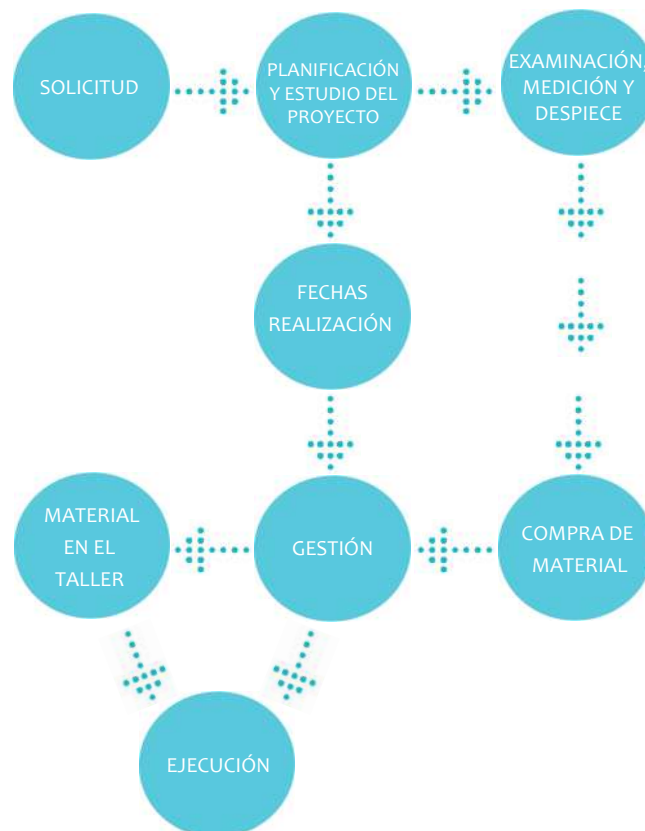 SOLICITUD
PLANIFICACIÓN
Y ESTUDIO DEL
PROYECTO
EXAMINACIÓN,
MEDICIÓN Y
DESPIECE
FECHAS
REALIZACIÓN
MATERIAL
EN EL
TALLER
GESTIÓN
COMPRA DE
MATERIAL
EJECUCIÓN